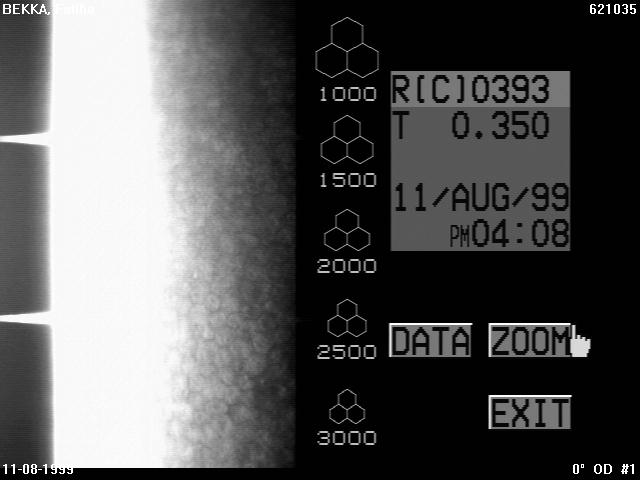 BEKKA, Fatiha
621035
1000
1500
2000
2500
3000
R[C]0393
T 0.350
11/AUG/99
PM04:08
DATA ZOOM
EXIT
11-08-1999
0° OD #1